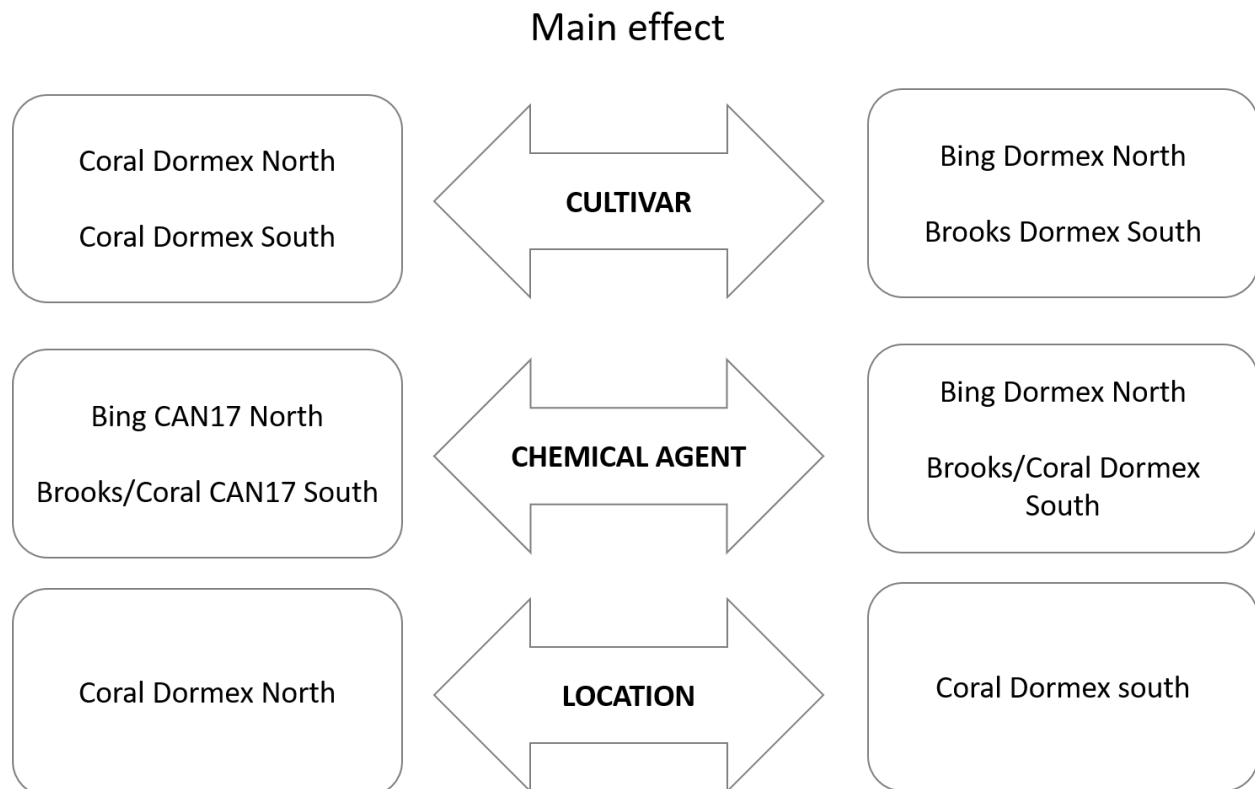 Main effect
Coral Dormex North
Coral Dormex South
CULTIVAR
Bing Dormex North
Brooks Dormex South
Bing CAN17 North
Brooks/Coral CAN17 South
CHEMICAL AGENT
Bing Dormex North
Brooks/Coral Dormex
South
Coral Dormex North
LOCATION
Coral Dormex south